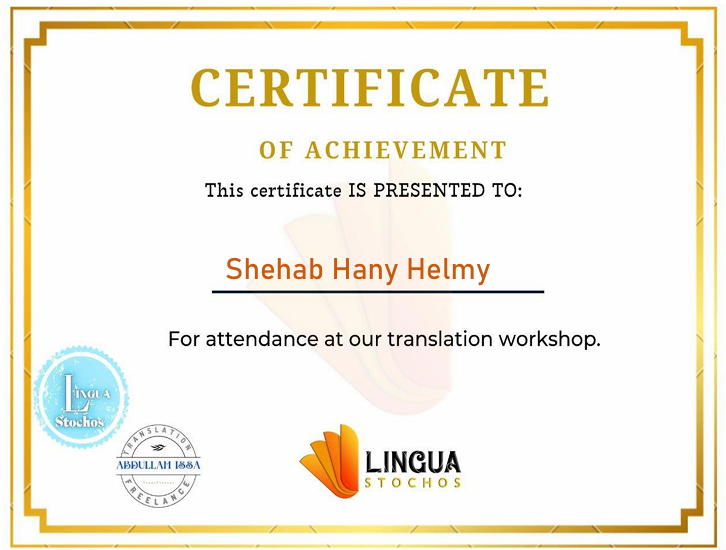 CERTIFICATE
OF ACHIEVEMENT
This certificate IS PRESENTED TO:
Shehab Hany Helmy
For attendance at our translation workshop.
LINGUA
Stochos
TRANSLATION
ABDULLAH ISSA
FREELANCE
LINGUA
STOCHOS